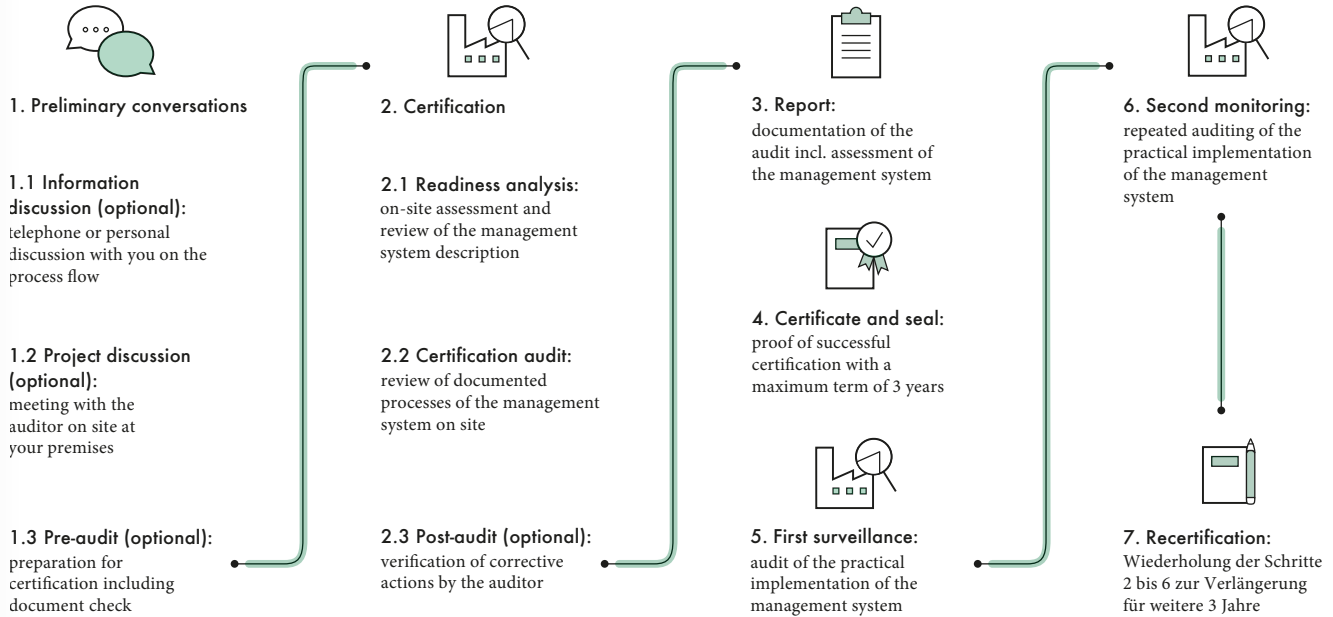 1. Preliminary conversations
1.1 Information
discussion (optional):
telephone or personal
discussion with you on the
process flow
1.2 Project discussion
(optional):
meeting with the
auditor on site at
your premises
1.3 Pre-audit (optional):
preparation for
certification including
document check
2. Certification
2.1 Readiness analysis:
on-site assessment and
review of the management
system description
2.2 Certification audit:
review of documented
processes of the management
system on site
2.3 Post-audit (optional):
verification of corrective
actions by the auditor
3. Report:
documentation of the
audit incl. assessment of
the management system
4. Certificate and seal:
proof of successful
certification with a
maximum term of 3 years
5. First surveillance:
audit of the practical
implementation of the
management system
6. Second monitoring:
repeated auditing of the
practical implementation
of the management
system
7. Recertification:
Wiederholung der Schritte
2 bis 6 zur Verlängerung
für weitere 3 Jahre